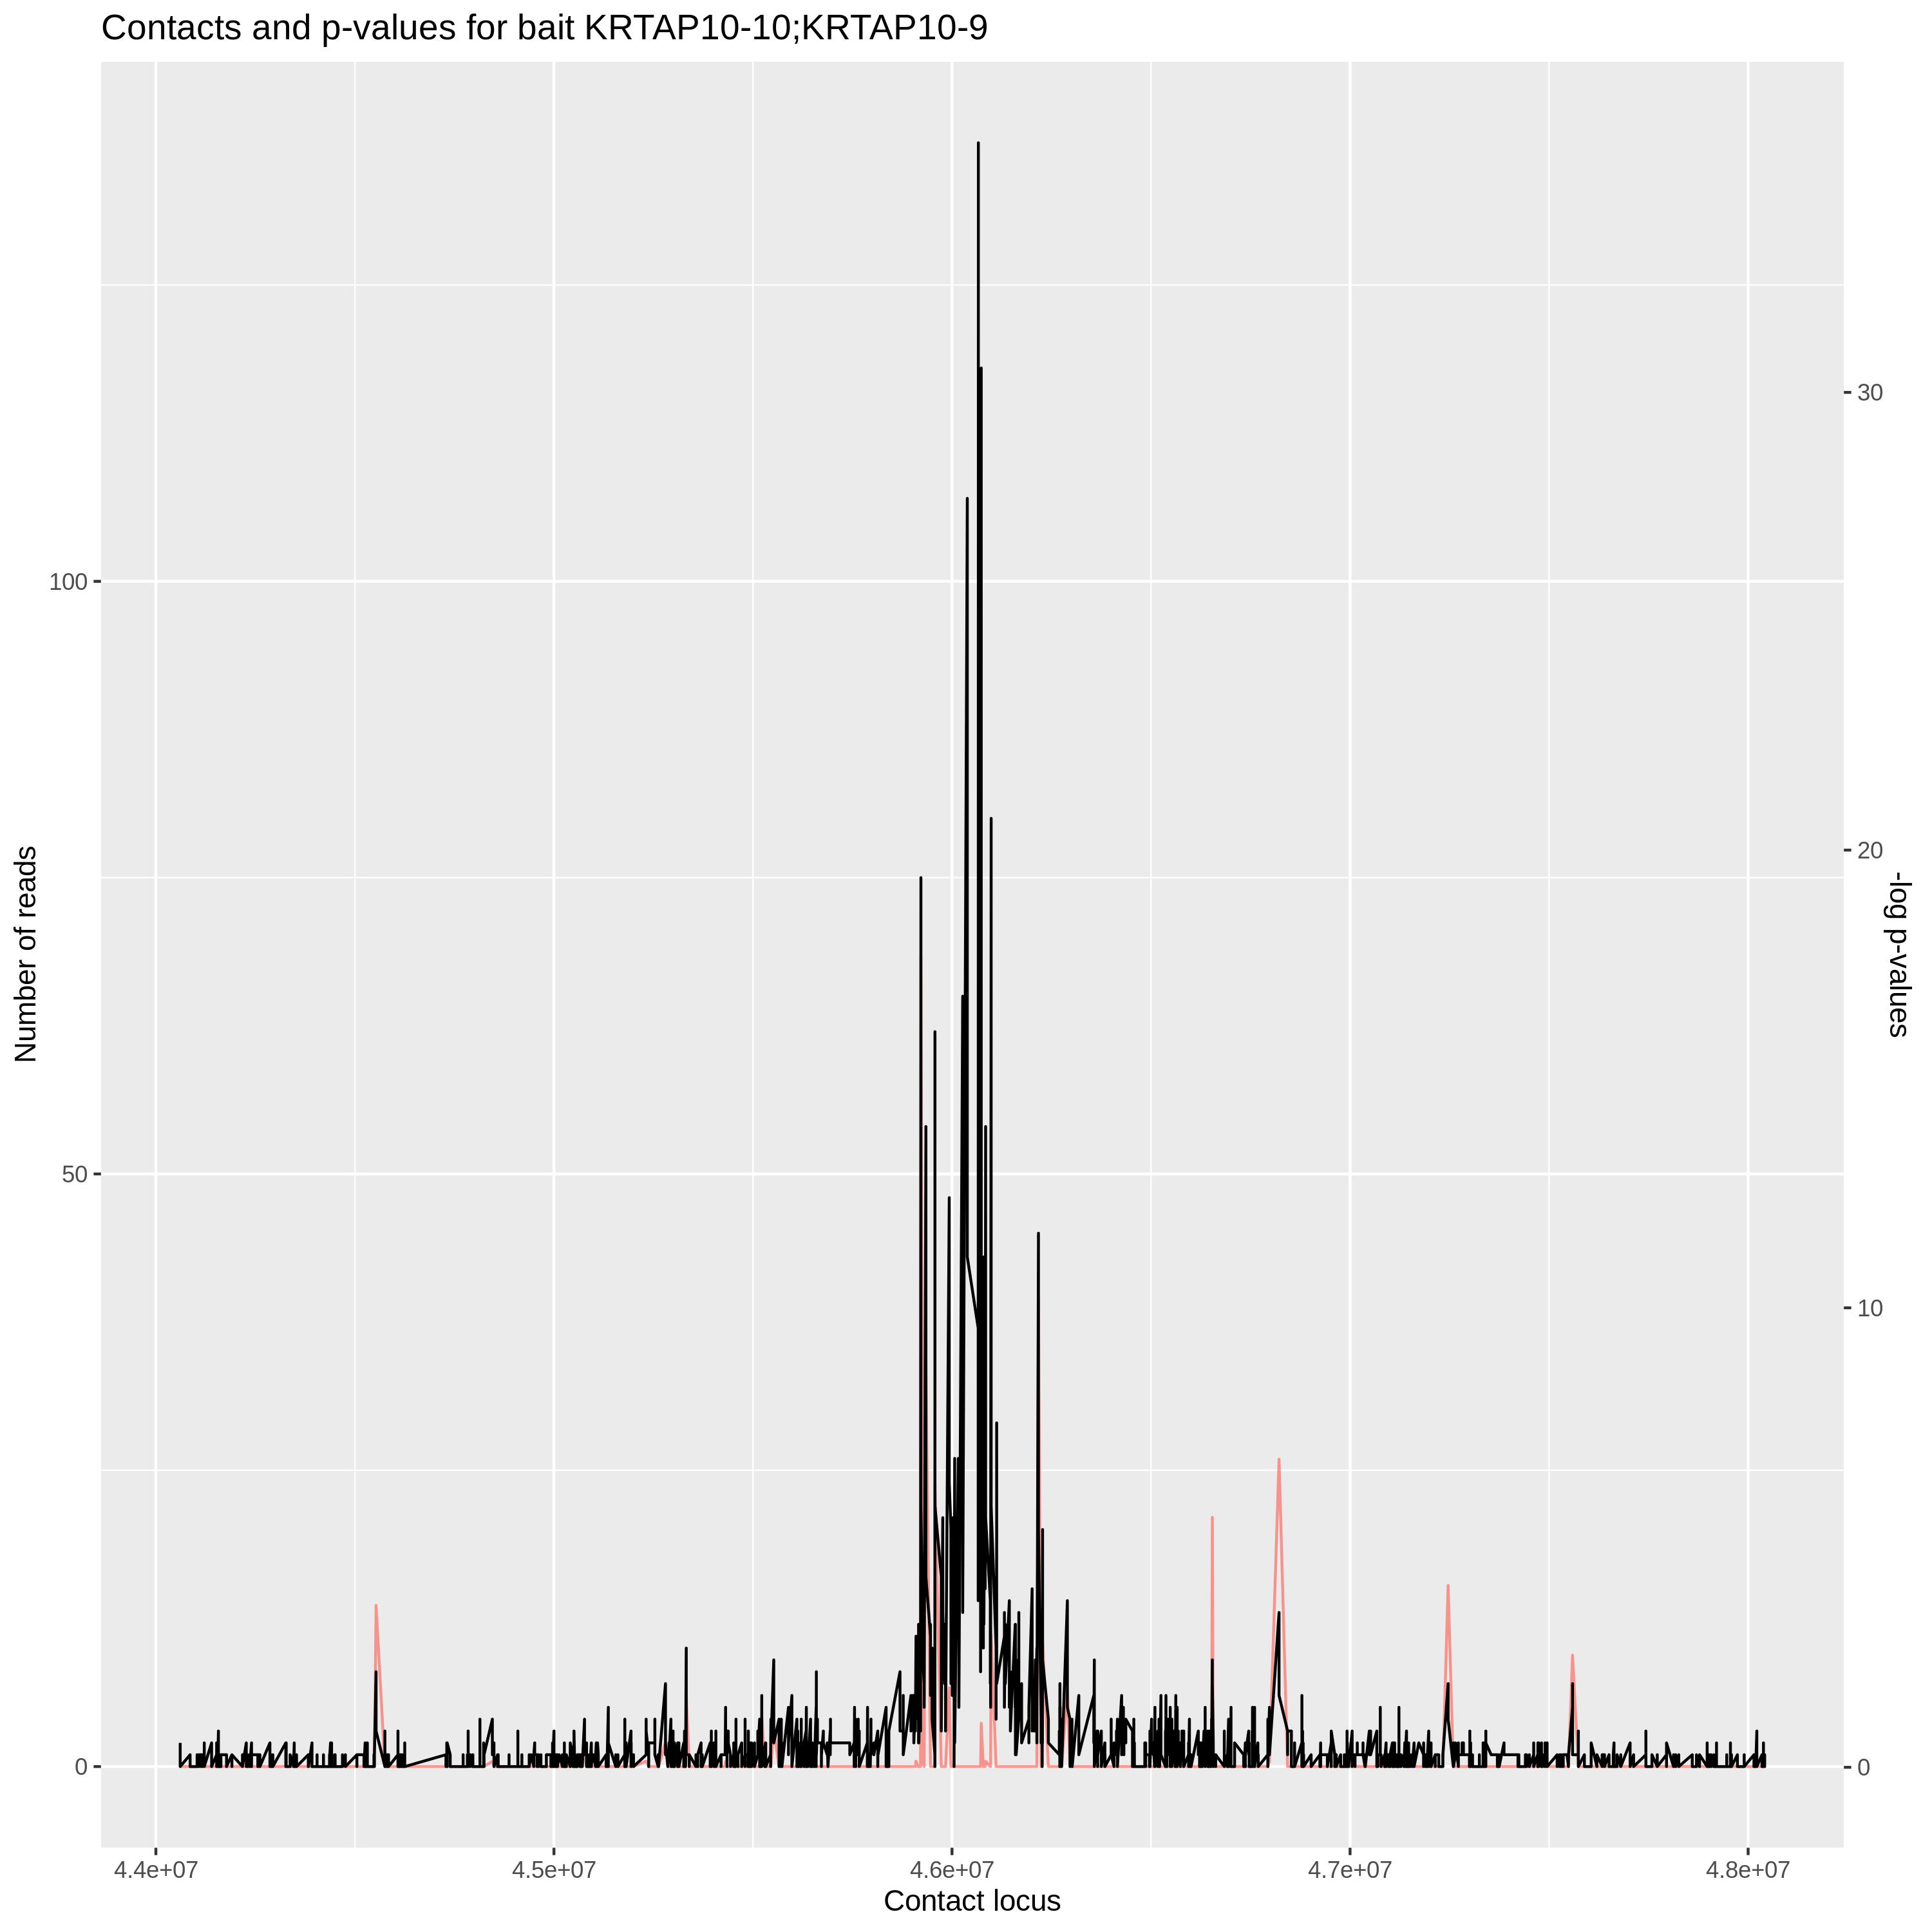 Contacts and p-values for bait KRTAP10-10;KRTAP10-9
Number of reads
100
50
0
30
20
10
0
-log p-values
4.4e+07 4.5e+07 4.6e+07 4.7e+07 4.8e+07
Contact locus